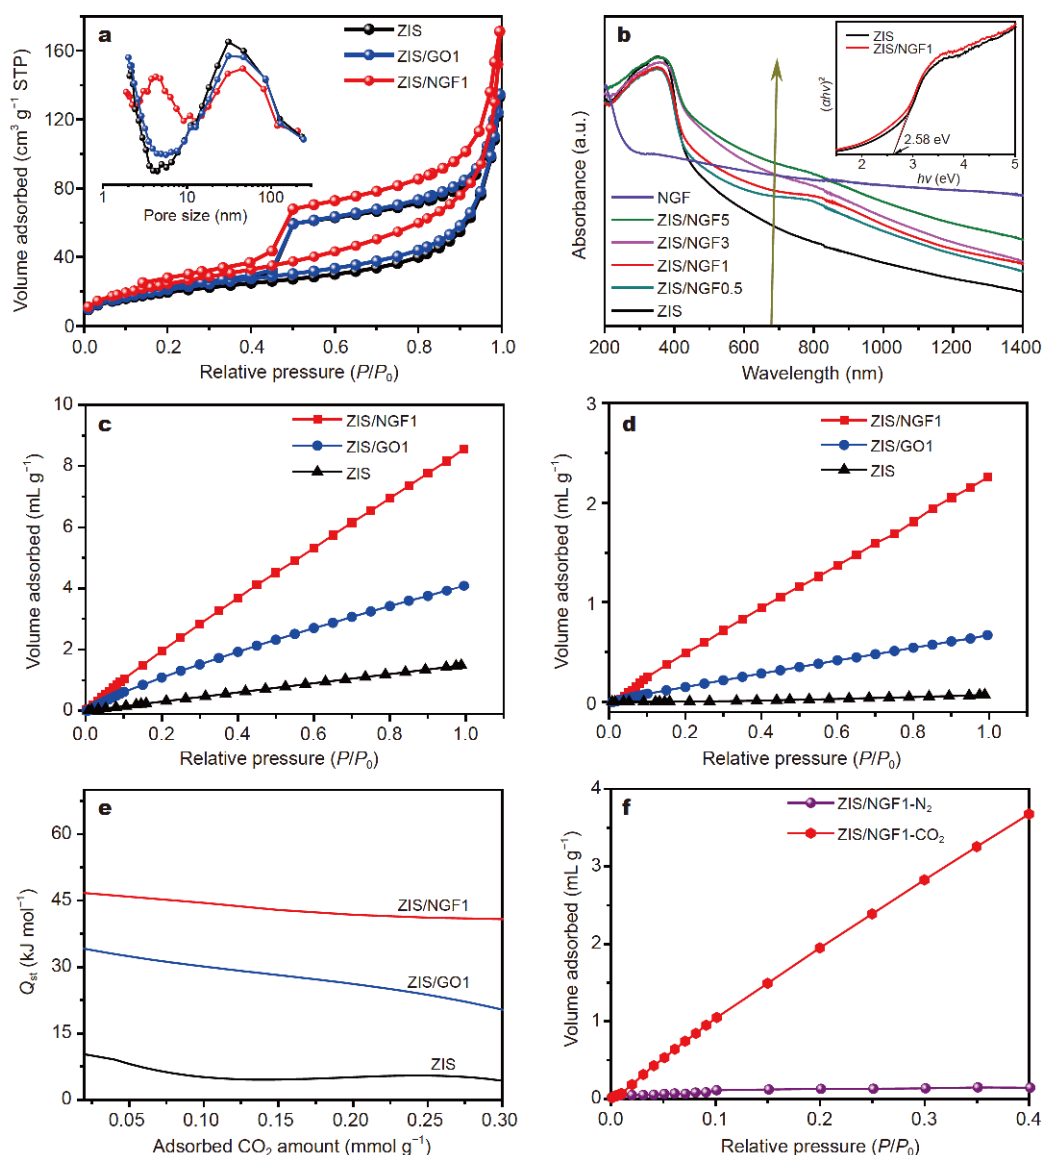 a
ZIS
ZIS/GO1
ZIS/NGF1
Volume adsorbed (cm³ g⁻¹ STP)
160
120
80
40
0
1 10 100
Pore size (nm)
0.0 0.2 0.4 0.6 0.8 1.0
Relative pressure (P/P₀)
b
ZIS
ZIS/NGF1
(αhν)²
2.58 eV
2 3 4 5
hν (eV)
Absorbance (a.u.)
NGF
ZIS/NGF5
ZIS/NGF3
ZIS/NGF1
ZIS/NGF0.5
ZIS
200 400 600 800 1000 1200 1400
Wavelength (nm)
c
ZIS/NGF1
ZIS/GO1
ZIS
Volume adsorbed (mL g⁻¹)
10
8
6
4
2
0
0.0 0.2 0.4 0.6 0.8 1.0
Relative pressure (P/P₀)
d
ZIS/NGF1
ZIS/GO1
ZIS
Volume adsorbed (mL g⁻¹)
3
2
1
0
0.0 0.2 0.4 0.6 0.8 1.0
Relative pressure (P/P₀)
e
Qst (kJ mol⁻¹)
60
45
30
15
0
ZIS/NGF1
ZIS/GO1
ZIS
0.05 0.10 0.15 0.20 0.25 0.30
Adsorbed CO₂ amount (mmol g⁻¹)
f
ZIS/NGF1-N₂
ZIS/NGF1-CO₂
Volume adsorbed (mL g⁻¹)
4
3
2
1
0
0.0 0.1 0.2 0.3 0.4
Relative pressure (P/P₀)